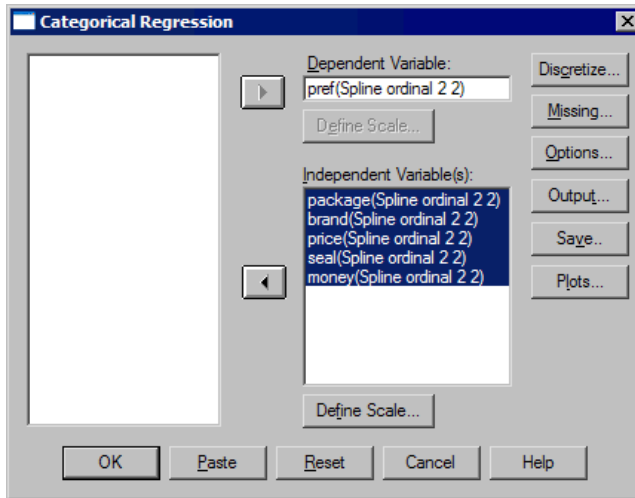 Categorical Regression
Dependent Variable:
pref(Spline ordinal 2 2)
Define Scale...
Independent Variable(s):
package(Spline ordinal 2 2)
brand(Spline ordinal 2 2)
price(Spline ordinal 2 2)
seal(Spline ordinal 2 2)
money(Spline ordinal 2 2)
Define Scale...
Discretize...
Missing...
Options...
Output...
Save..
Plots...
OK
Paste
Reset
Cancel
Help